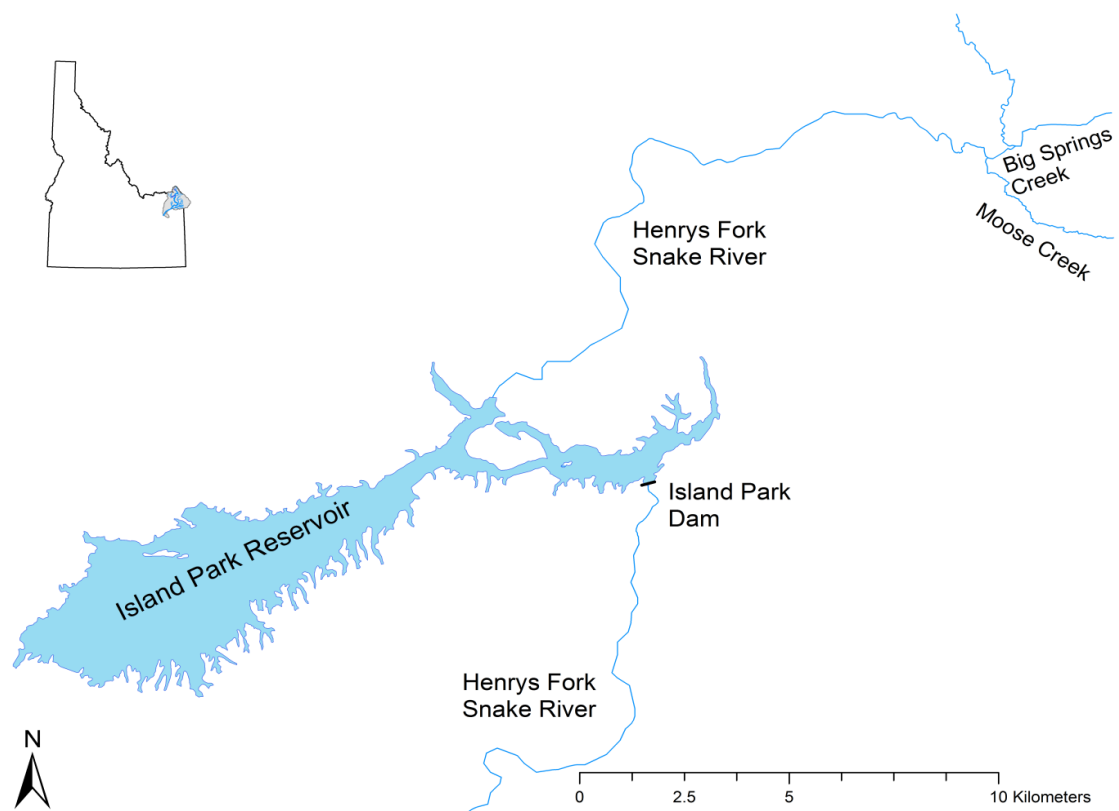 Big Springs
Creek
Moose Creek
Henrys Fork
Snake River
Island Park
Dam
Island Park Reservoir
Henrys Fork
Snake River
N
0 2.5 5 10 Kilometers